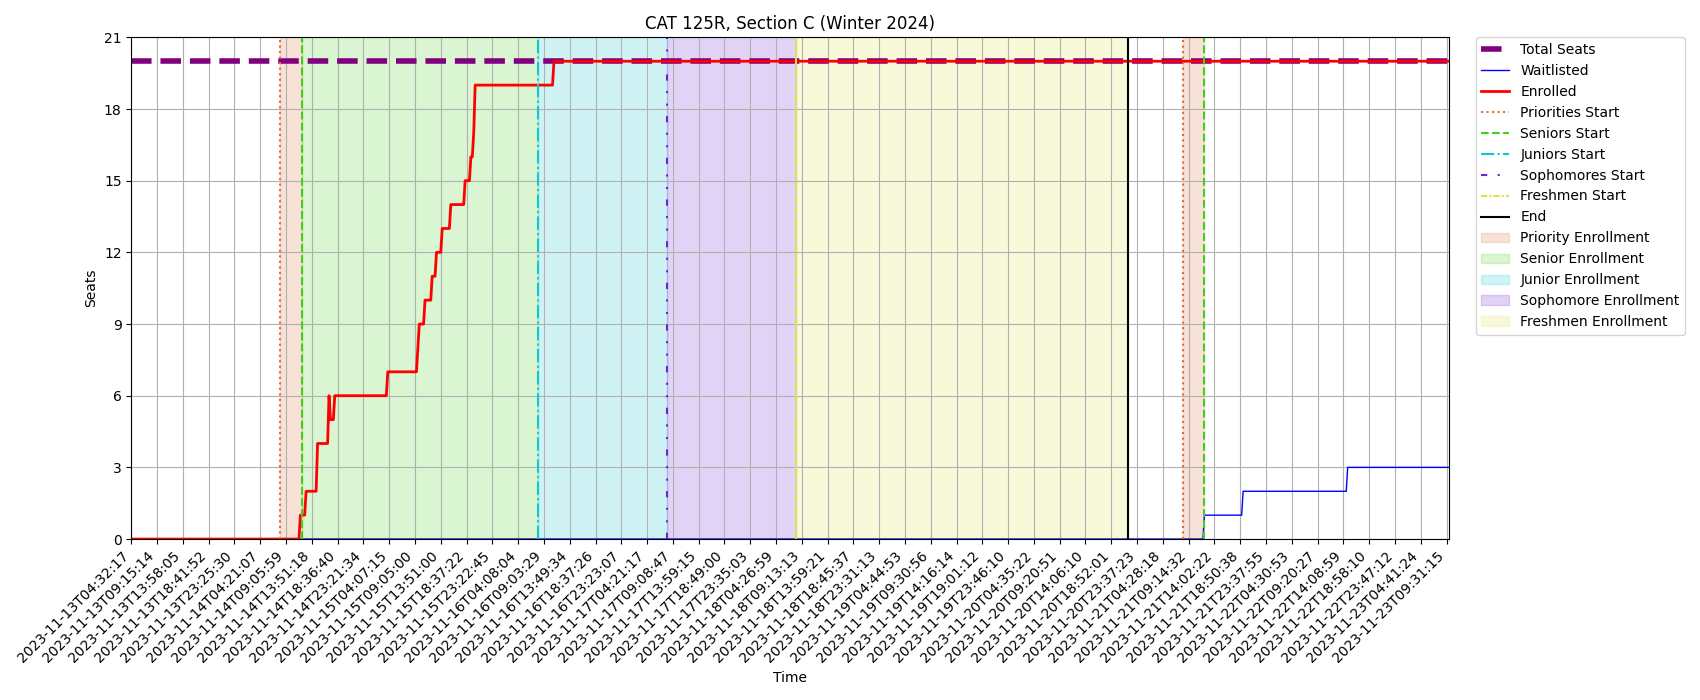 CAT 125R, Section C (Winter 2024)
21
18
15
12
9
6
3
0
Seats
2023-11-13T04:32:17
2023-11-13T09:15:14
2023-11-13T13:58:05
2023-11-13T18:41:52
2023-11-13T23:25:30
2023-11-14T04:21:07
2023-11-14T09:05:59
2023-11-14T13:51:18
2023-11-14T18:36:40
2023-11-14T23:21:34
2023-11-15T04:07:15
2023-11-15T09:05:00
2023-11-15T13:51:00
2023-11-15T18:37:22
2023-11-15T23:22:45
2023-11-16T04:08:04
2023-11-16T09:03:29
2023-11-16T13:49:34
2023-11-16T18:37:26
2023-11-16T23:23:07
2023-11-17T04:21:17
2023-11-17T09:08:47
2023-11-17T13:59:15
2023-11-17T18:49:00
2023-11-17T23:35:03
2023-11-18T04:26:59
2023-11-18T09:13:13
2023-11-18T13:59:21
2023-11-18T18:45:37
2023-11-18T23:31:13
2023-11-19T04:44:53
2023-11-19T09:30:56
2023-11-19T14:16:14
2023-11-19T19:01:12
2023-11-19T23:46:10
2023-11-20T04:35:22
2023-11-20T09:20:51
2023-11-20T14:06:10
2023-11-20T18:52:01
2023-11-20T23:37:23
2023-11-21T04:28:18
2023-11-21T09:14:32
2023-11-21T14:02:22
2023-11-21T18:50:38
2023-11-21T23:37:55
2023-11-22T04:30:53
2023-11-22T09:20:27
2023-11-22T14:08:59
2023-11-22T18:58:10
2023-11-22T23:47:12
2023-11-23T04:41:24
2023-11-23T09:31:15
Time
Total Seats
Waitlisted
Enrolled
Priorities Start
Seniors Start
Juniors Start
Sophomores Start
Freshmen Start
End
Priority Enrollment
Senior Enrollment
Junior Enrollment
Sophomore Enrollment
Freshmen Enrollment